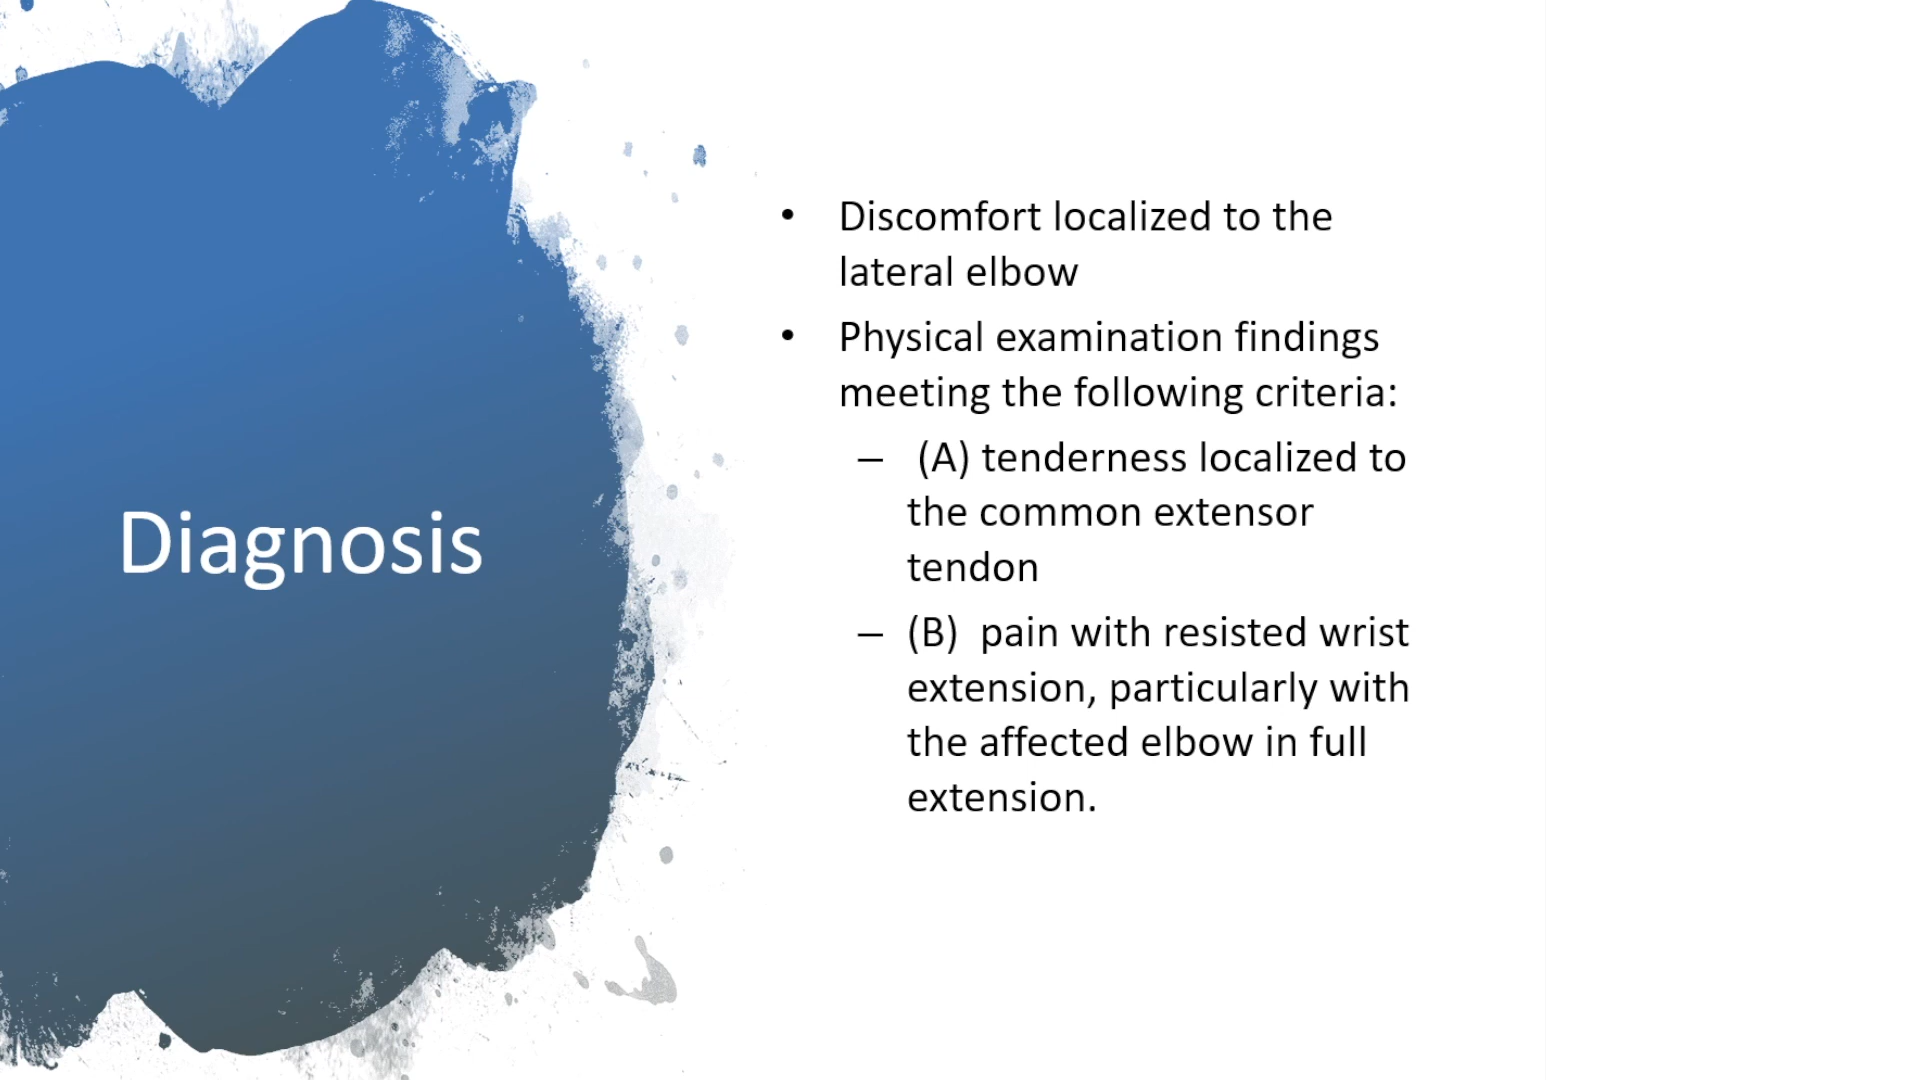 Diagnosis
• Discomfort localized to the
lateral elbow
• Physical examination findings
meeting the following criteria:
– (A) tenderness localized to
the common extensor
tendon
– (B) pain with resisted wrist
extension, particularly with
the affected elbow in full
extension.